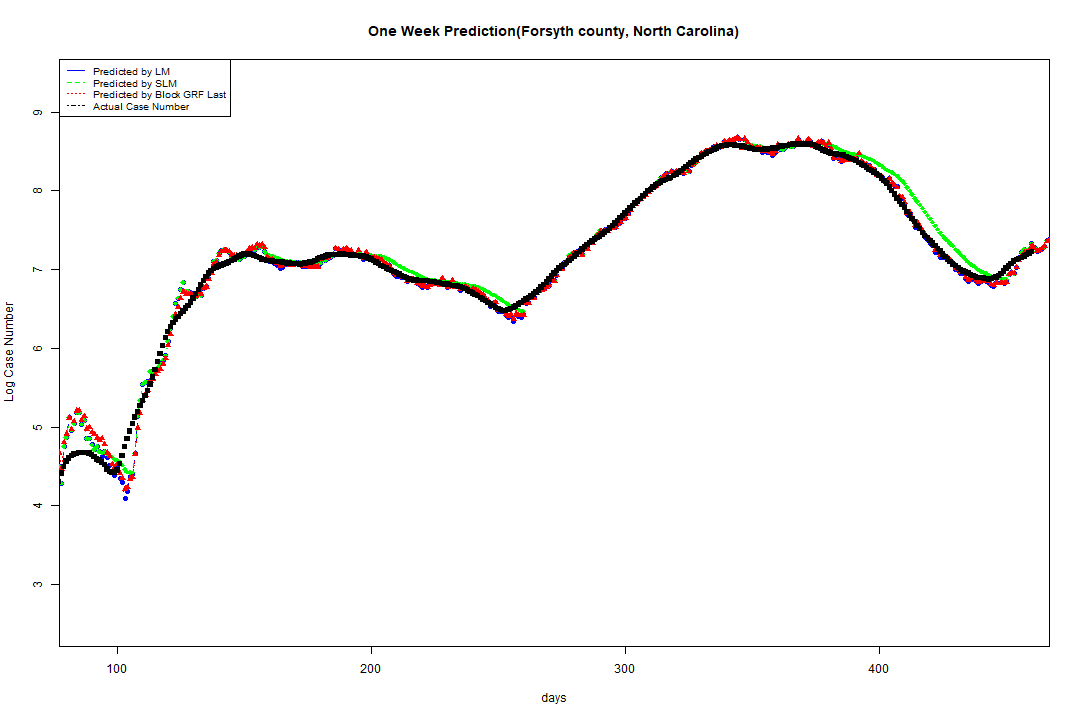 One Week Prediction(Forsyth county, North Carolina)
Predicted by LM
Predicted by SLM
Predicted by Block GRF Last
Actual Case Number
9
8
7
6
5
4
3
Log Case Number
100 200 300 400
days